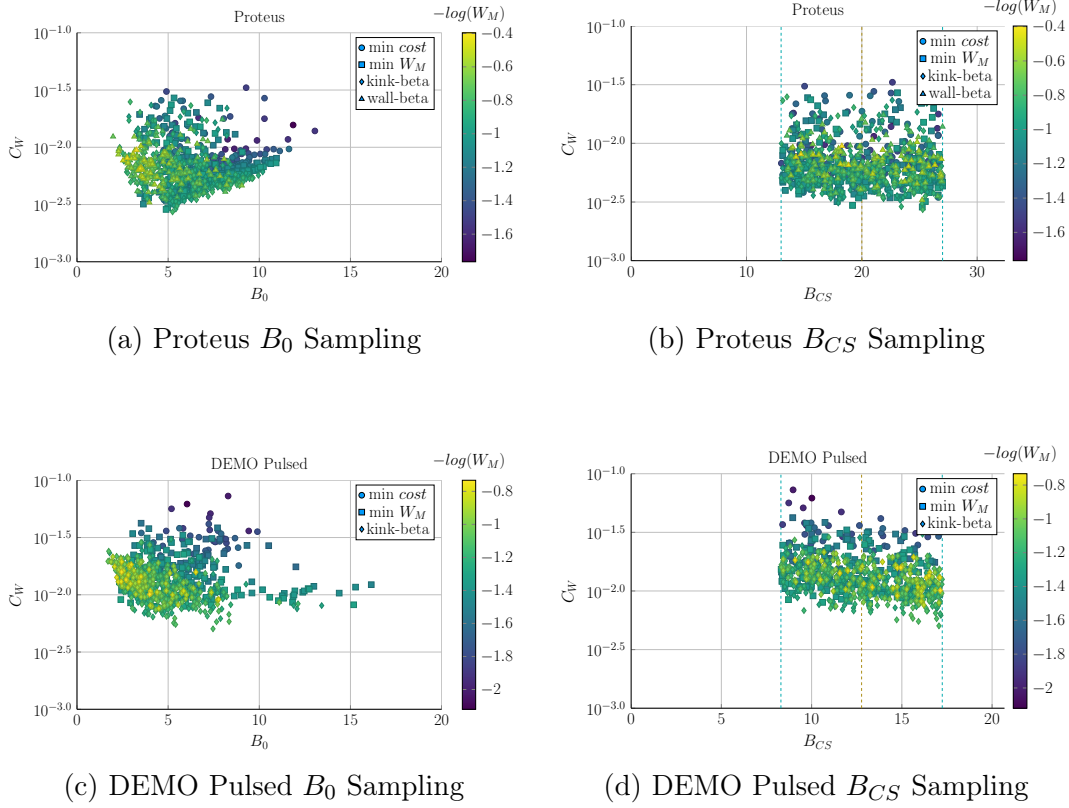 Proteus
−log(W_M)
min cost
min W_M
kink-beta
wall-beta
10^−1.0
10^−1.5
10^−2.0
10^−2.5
10^−3.0
C_W
0 5 10 15 20
B_0
−0.4
−0.6
−0.8
−1
−1.2
−1.4
−1.6
(a) Proteus B_0 Sampling
Proteus
−log(W_M)
min cost
min W_M
kink-beta
wall-beta
10^−1.0
10^−1.5
10^−2.0
10^−2.5
10^−3.0
C_W
0 10 20 30
B_CS
−0.4
−0.6
−0.8
−1
−1.2
−1.4
−1.6
(b) Proteus B_CS Sampling
DEMO Pulsed
−log(W_M)
min cost
min W_M
kink-beta
10^−1.0
10^−1.5
10^−2.0
10^−2.5
10^−3.0
C_W
0 5 10 15 20
B_0
−0.8
−1
−1.2
−1.4
−1.6
−1.8
−2
(c) DEMO Pulsed B_0 Sampling
DEMO Pulsed
−log(W_M)
min cost
min W_M
kink-beta
10^−1.0
10^−1.5
10^−2.0
10^−2.5
10^−3.0
C_W
0 5 10 15 20
B_CS
−0.8
−1
−1.2
−1.4
−1.6
−1.8
−2
(d) DEMO Pulsed B_CS Sampling